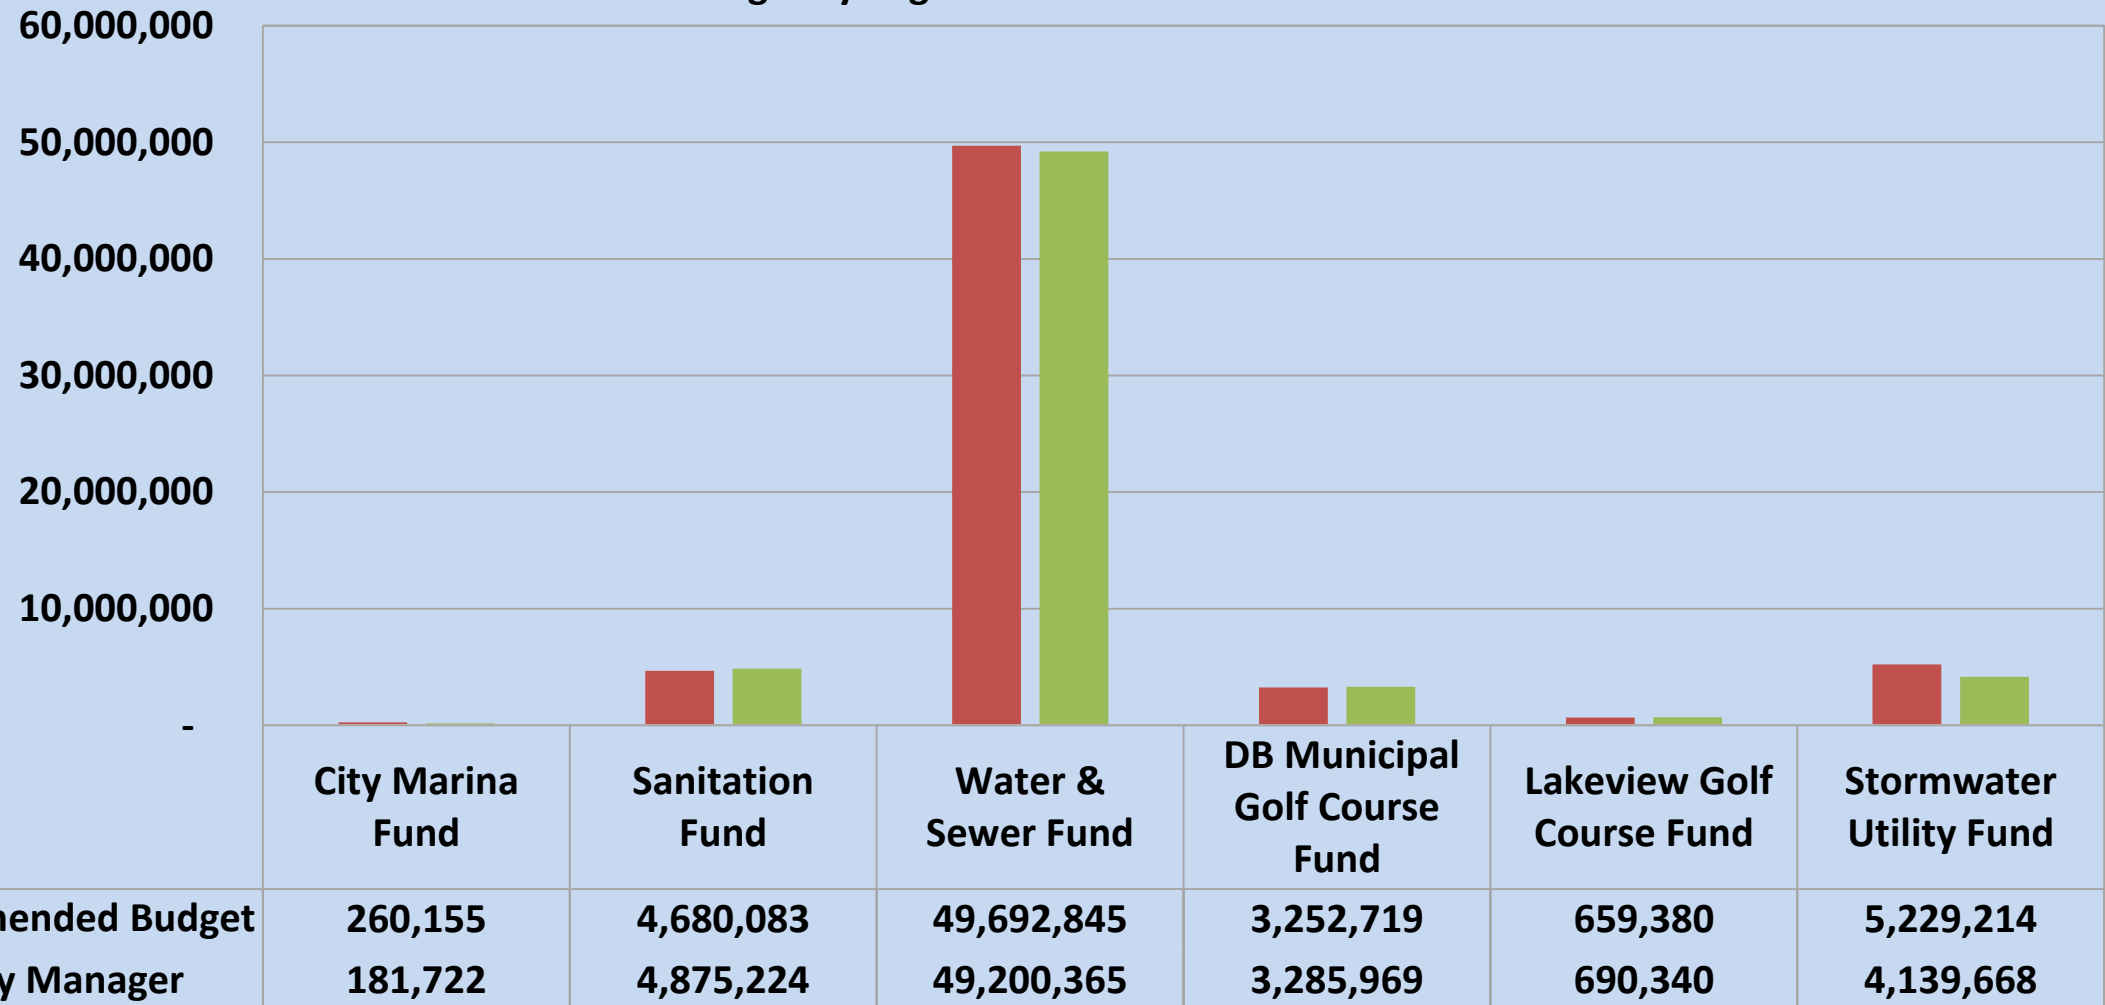 60,000,000
50,000,000
40,000,000
30,000,000
20,000,000
10,000,000
-
City Marina
Fund
Sanitation
Fund
Water &
Sewer Fund
DB Municipal
Golf Course
Fund
Lakeview Golf
Course Fund
Stormwater
Utility Fund
Budget 260,155 4,680,083 49,692,845 3,252,719 659,380 5,229,214
Manager 181,722 4,875,224 49,200,365 3,285,969 690,340 4,139,668